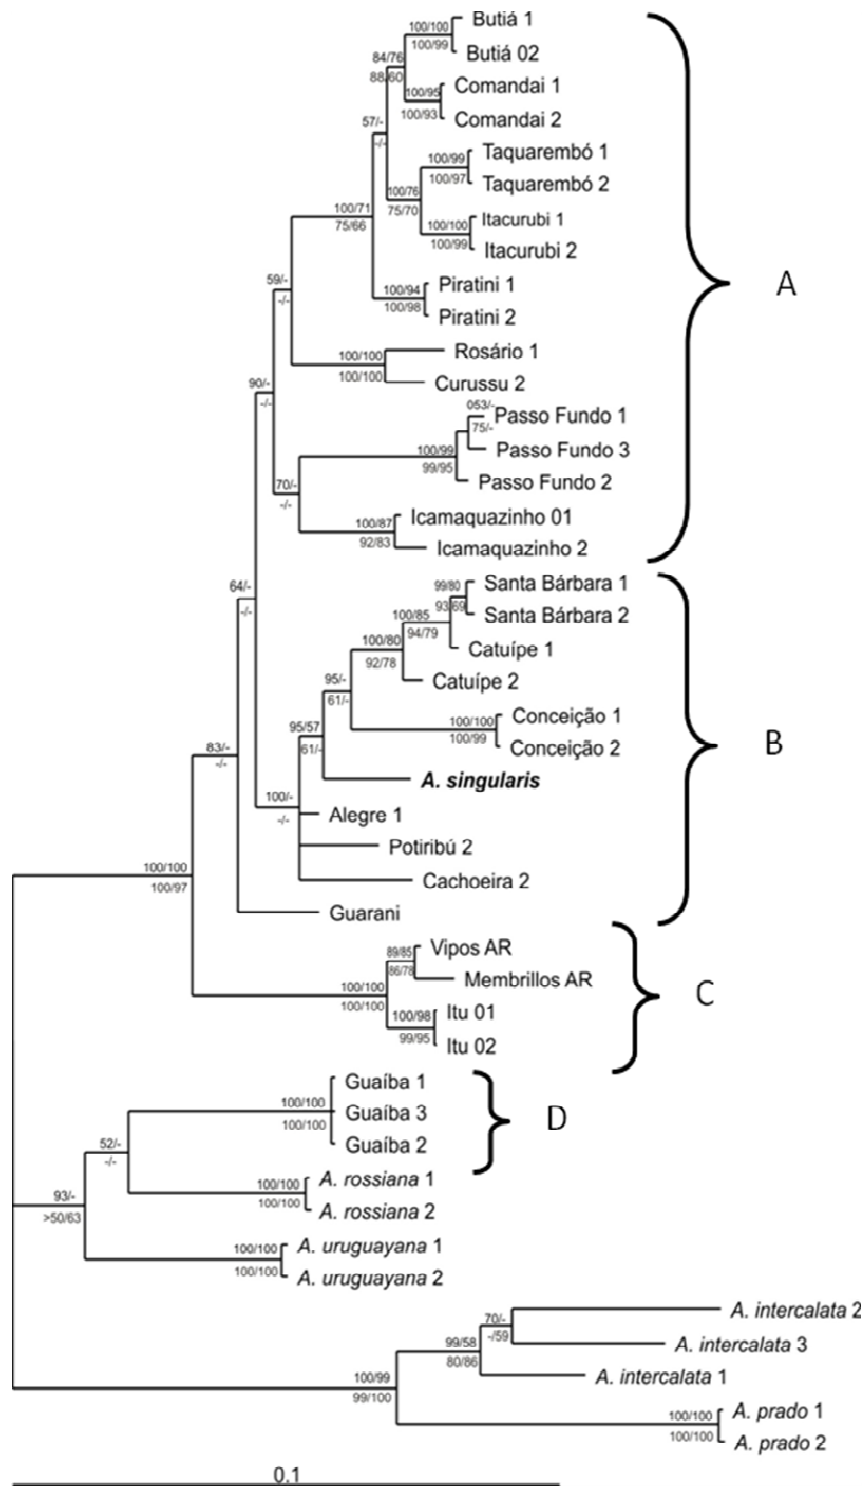 100/100 Butiá 1
84/76 100/99 Butiá 02
88/60 100/95 Comandai 1
100/93 Comandai 2
57/-
-/- 100/99 Taquarembó 1
100/76 100/97 Taquarembó 2
100/71 75/70 100/100 Itacurubi 1
75/66 100/99 Itacurubi 2
59/- 100/94 Piratini 1 A
-/- 100/98 Piratini 2
100/100 Rosário 1
90/- 100/100 Curussu 2
-/- 053/- Passo Fundo 1
75/-
100/99 Passo Fundo 3
70/- 99/95 Passo Fundo 2
-/- 100/87 Icamaquazinho 01
92/83 Icamaquazinho 2
64/- 99/80 Santa Bárbara 1
-/- 100/85 93/69 Santa Bárbara 2
100/80 94/79 Catuípe 1
95/- 92/78 Catuípe 2
61/- 100/100 Conceição 1
95/57 100/99 Conceição 2 B
83/- 61/- A. singularis
-/- 100/- Alegre 1
-/- Potiribú 2
100/100 Cachoeira 2
100/97 Guarani
89/85 Vipos AR
86/78 Membrillos AR
100/100 C
100/100 100/98 Itu 01
99/95 Itu 02
Guaíba 1
100/100 Guaíba 3 D
100/100 Guaíba 2
52/-
-/- 100/100 A. rossiana 1
93/- 100/100 A. rossiana 2
>50/63 100/100 A. uruguayana 1
100/100 A. uruguayana 2
70/- A. intercalata 2
99/58 -/59 A. intercalata 3
100/99 80/86 A. intercalata 1
99/100 100/100 A. prado 1
100/100 A. prado 2
0.1